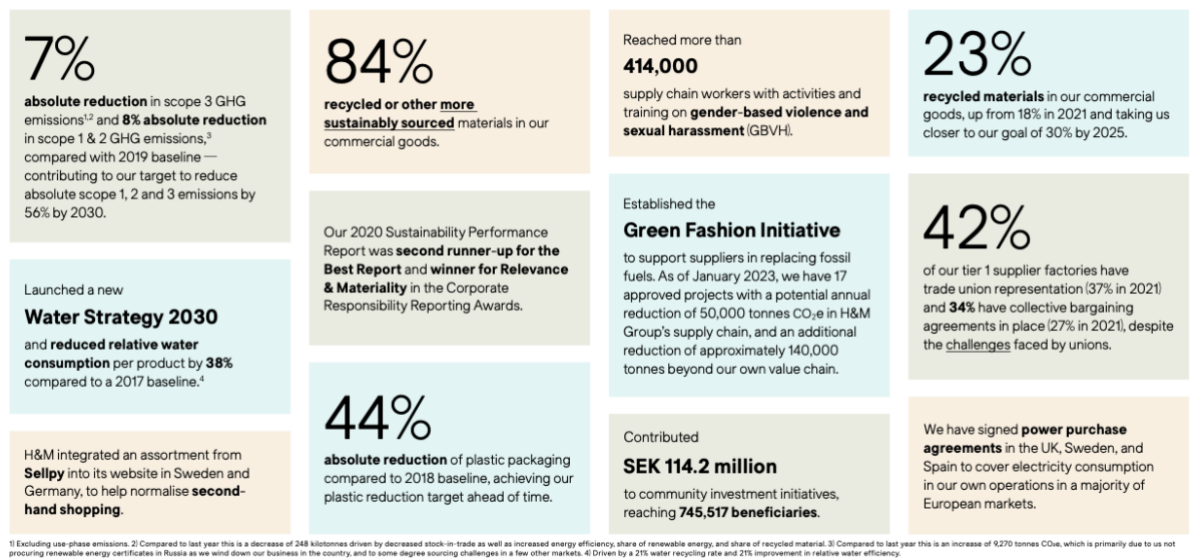 7%
absolute reduction in scope 3 GHG
emissions¹,² and 8% absolute reduction
in scope 1 & 2 GHG emissions,³
compared with 2019 baseline —
contributing to our target to reduce
absolute scope 1, 2 and 3 emissions by
56% by 2030.
Launched a new
Water Strategy 2030
and reduced relative water
consumption per product by 38%
compared to a 2017 baseline.⁴
H&M integrated an assortment from
Sellpy into its website in Sweden and
Germany, to help normalise second-
hand shopping.
84%
recycled or other more
sustainably sourced materials in our
commercial goods.
Our 2020 Sustainability Performance
Report was second runner-up for the
Best Report and winner for Relevance
& Materiality in the Corporate
Responsibility Reporting Awards.
44%
absolute reduction of plastic packaging
compared to 2018 baseline, achieving our
plastic reduction target ahead of time.
Reached more than
414,000
supply chain workers with activities and
training on gender-based violence and
sexual harassment (GBVH).
Established the
Green Fashion Initiative
to support suppliers in replacing fossil
fuels. As of January 2023, we have 17
approved projects with a potential annual
reduction of 50,000 tonnes CO₂e in H&M
Group's supply chain, and an additional
reduction of approximately 140,000
tonnes beyond our own value chain.
Contributed
SEK 114.2 million
to community investment initiatives,
reaching 745,517 beneficiaries.
23%
recycled materials in our commercial
goods, up from 18% in 2021 and taking us
closer to our goal of 30% by 2025.
42%
of our tier 1 supplier factories have
trade union representation (37% in 2021)
and 34% have collective bargaining
agreements in place (27% in 2021), despite
the challenges faced by unions.
We have signed power purchase
agreements in the UK, Sweden, and
Spain to cover electricity consumption
in our own operations in a majority of
European markets.
1) Excluding use-phase emissions. 2) Compared to last year this is a decrease of 248 kilotonnes driven by decreased stock-in-trade as well as increased energy efficiency, share of renewable energy, and share of recycled material. 3) Compared to last year this is an increase of 9,270 tonnes CO₂e, which is primarily due to us not
procuring renewable energy certificates in Russia as we wind down our business in the country, and to some degree sourcing challenges in a few other markets. 4) Driven by a 21% water recycling rate and 21% improvement in relative water efficiency.